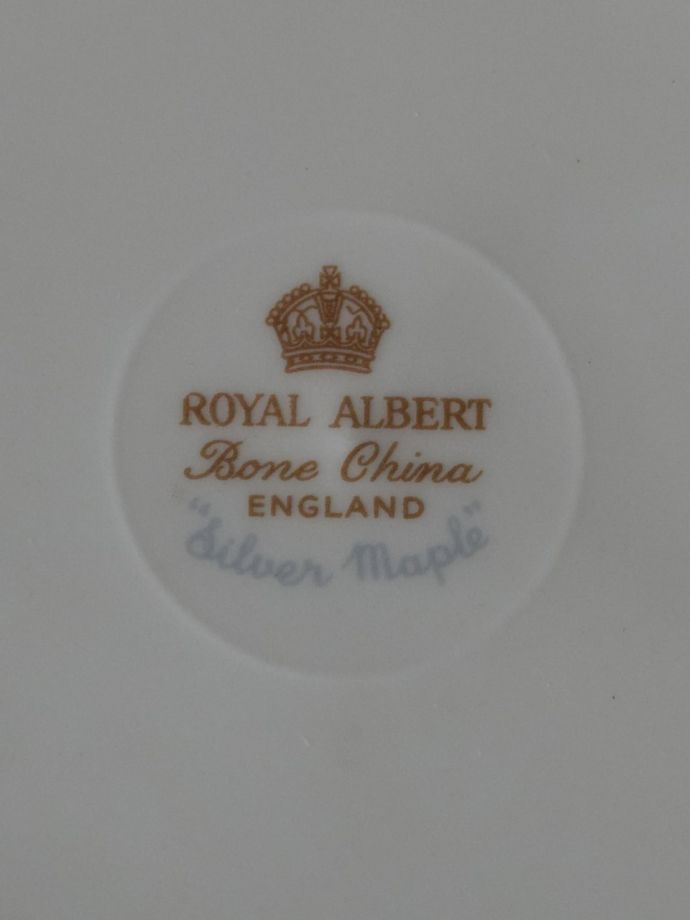 ROYAL ALBERT
Bone China
ENGLAND
"Silver Maple"